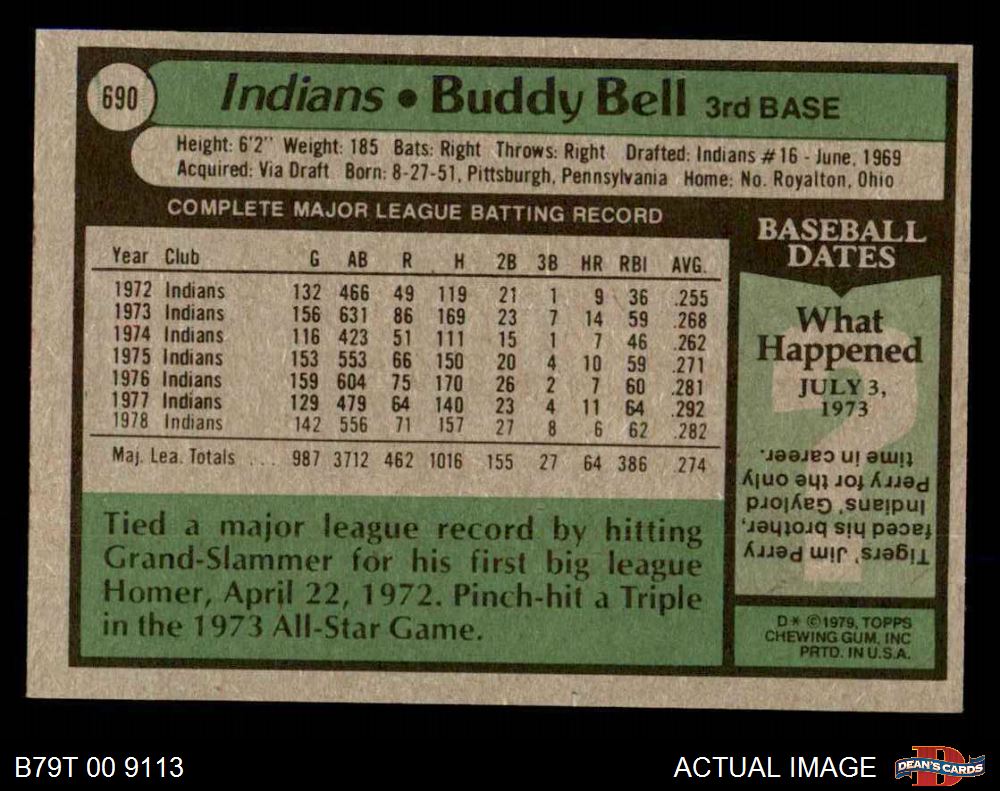 690
Indians • Buddy Bell 3rd BASE
Height: 6'2" Weight: 185 Bats: Right Throws: Right Drafted: Indians #16 - June, 1969
Acquired: Via Draft Born: 8-27-51, Pittsburgh, Pennsylvania Home: No. Royalton, Ohio
COMPLETE MAJOR LEAGUE BATTING RECORD
Year Club G AB R H 2B 3B HR RBI AVG.
1972 Indians 132 466 49 119 21 1 9 36 .255
1973 Indians 156 631 86 169 23 7 14 59 .268
1974 Indians 116 423 51 111 15 1 7 46 .262
1975 Indians 153 553 66 150 20 4 10 59 .271
1976 Indians 159 604 75 170 26 2 7 60 .281
1977 Indians 129 479 64 140 23 4 11 64 .292
1978 Indians 142 556 71 157 27 8 6 62 .282
Maj. Lea. Totals ... 987 3712 462 1016 155 27 64 386 .274
Tied a major league record by hitting
Grand-Slammer for his first big league
Homer, April 22, 1972. Pinch-hit a Triple
in the 1973 All-Star Game.
BASEBALL
DATES
What
Happened
JULY 3,
1973
?
Tigers', Jim Perry
faced his brother,
Indians', Gaylord
Perry for the only
time in career.
D* ©1979, TOPPS
CHEWING GUM, INC
PRTD. IN U.S.A.
B79T 00 9113
ACTUAL IMAGE
D
DEAN'S CARDS